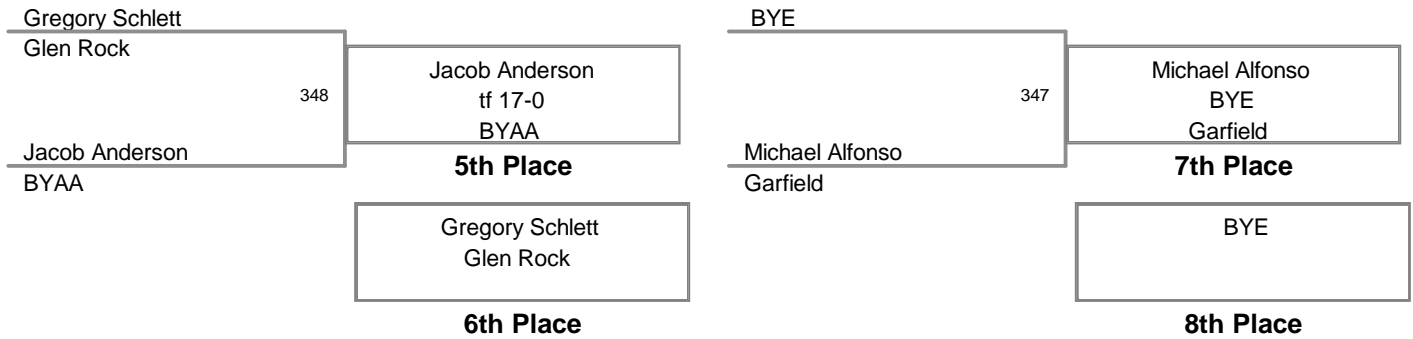 Gregory Schlett
Glen Rock
348
Jacob Anderson
BYAA
Jacob Anderson
tf 17-0
BYAA
5th Place
Gregory Schlett
Glen Rock
6th Place
BYE
347
Michael Alfonso
Garfield
Michael Alfonso
BYE
Garfield
7th Place
BYE
8th Place